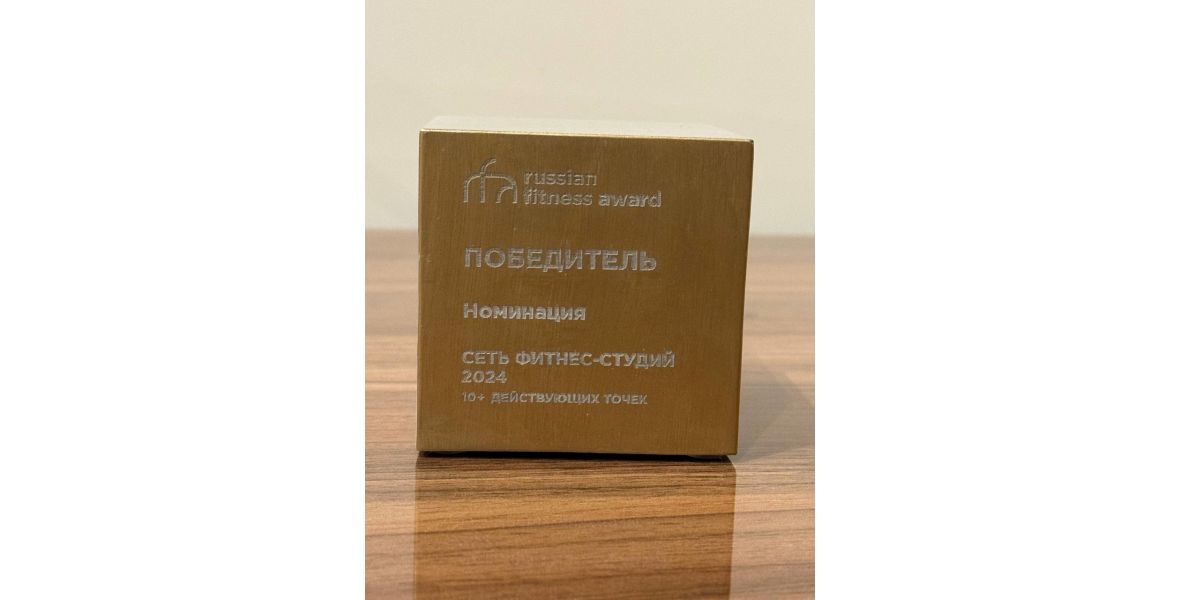 russian
fitness award
ПОБЕДИТЕЛЬ
Номинация
СЕТЬ ФИТНЕС-СТУДИЙ
2024
10+ ДЕЙСТВУЮЩИХ ТОЧЕК